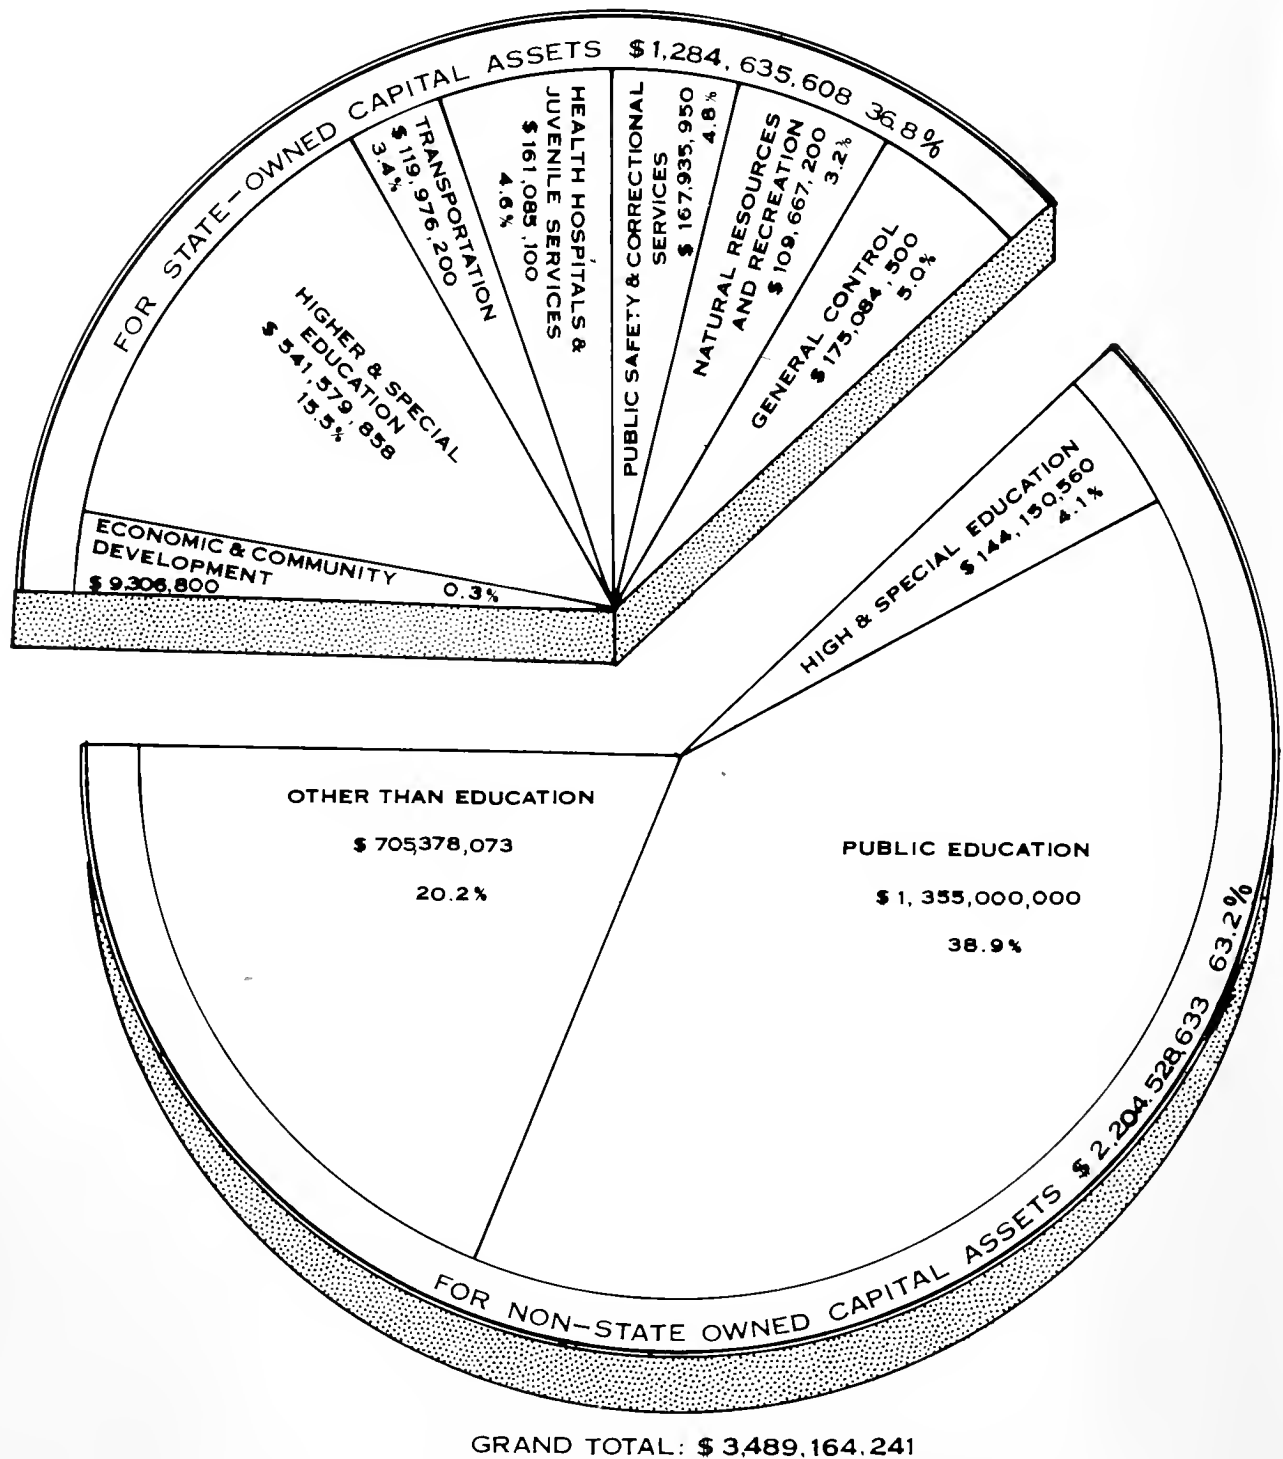 FOR STATE-OWNED CAPITAL ASSETS $1,284,635,608 36.8%
ECONOMIC & COMMUNITY
DEVELOPMENT
$9,306,800 0.3%
HIGHER & SPECIAL
EDUCATION
$541,579,858
15.5%
TRANSPORTATION
$119,976,200
3.4%
HEALTH HOSPITALS &
JUVENILE SERVICES
$161,085,100
4.6%
PUBLIC SAFETY & CORRECTIONAL
SERVICES
$167,935,950
4.8%
NATURAL RESOURCES
AND RECREATION
$109,667,200
3.2%
GENERAL CONTROL
$175,084,500
5.0%
HIGH & SPECIAL EDUCATION
$144,150,560
4.1%
OTHER THAN EDUCATION
$705,378,073
20.2%
PUBLIC EDUCATION
$1,355,000,000
38.9%
FOR NON-STATE OWNED CAPITAL ASSETS $2,204,528,633 63.2%
GRAND TOTAL: $3,489,164,241